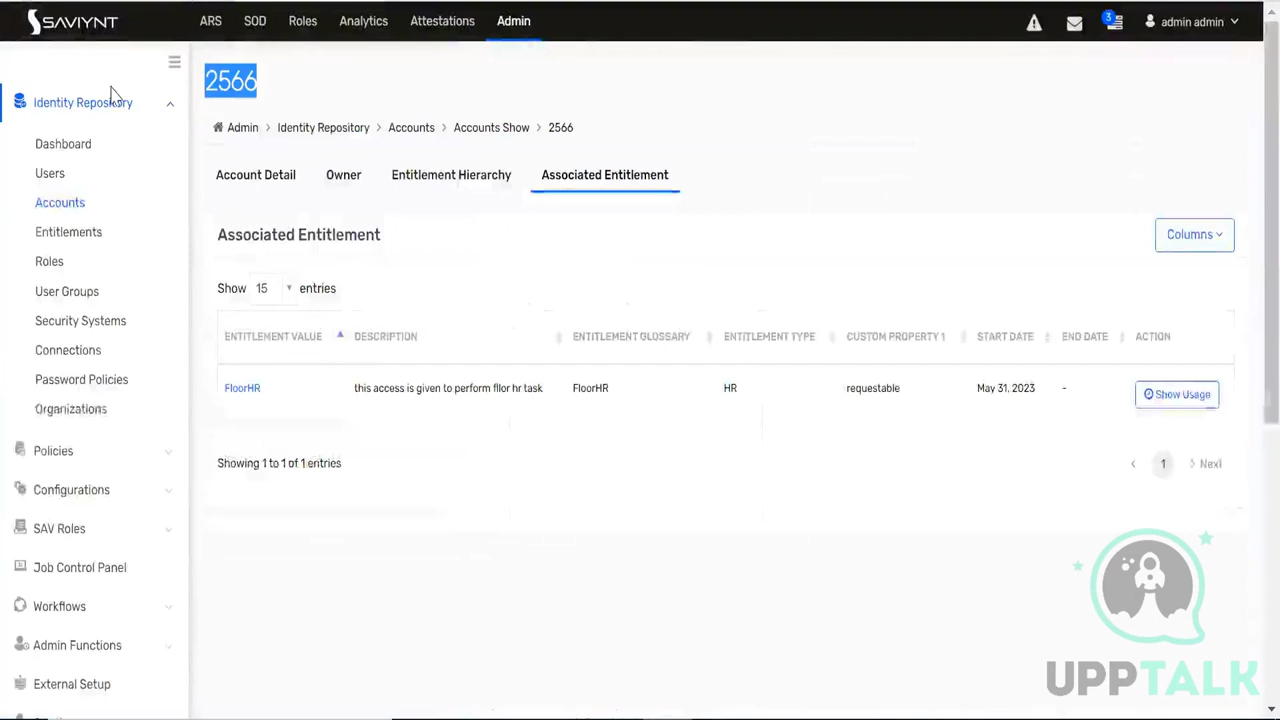 SAVIYNT ARS SOD Roles Analytics Attestations Admin 3 admin admin
2566
Identity Repository
Admin > Identity Repository > Accounts > Accounts Show > 2566
Dashboard
Users
Accounts
Entitlements
Roles
User Groups
Security Systems
Connections
Password Policies
Organizations
Policies
Configurations
SAV Roles
Job Control Panel
Workflows
Admin Functions
External Setup
Account Detail Owner Entitlement Hierarchy Associated Entitlement
Associated Entitlement Columns
Show 15 entries
ENTITLEMENT VALUE DESCRIPTION ENTITLEMENT GLOSSARY ENTITLEMENT TYPE CUSTOM PROPERTY 1 START DATE END DATE ACTION
FloorHR this access is given to perform fllor hr task FloorHR HR requestable May 31, 2023 - Show Usage
Showing 1 to 1 of 1 entries 1 Next
UPPTALK